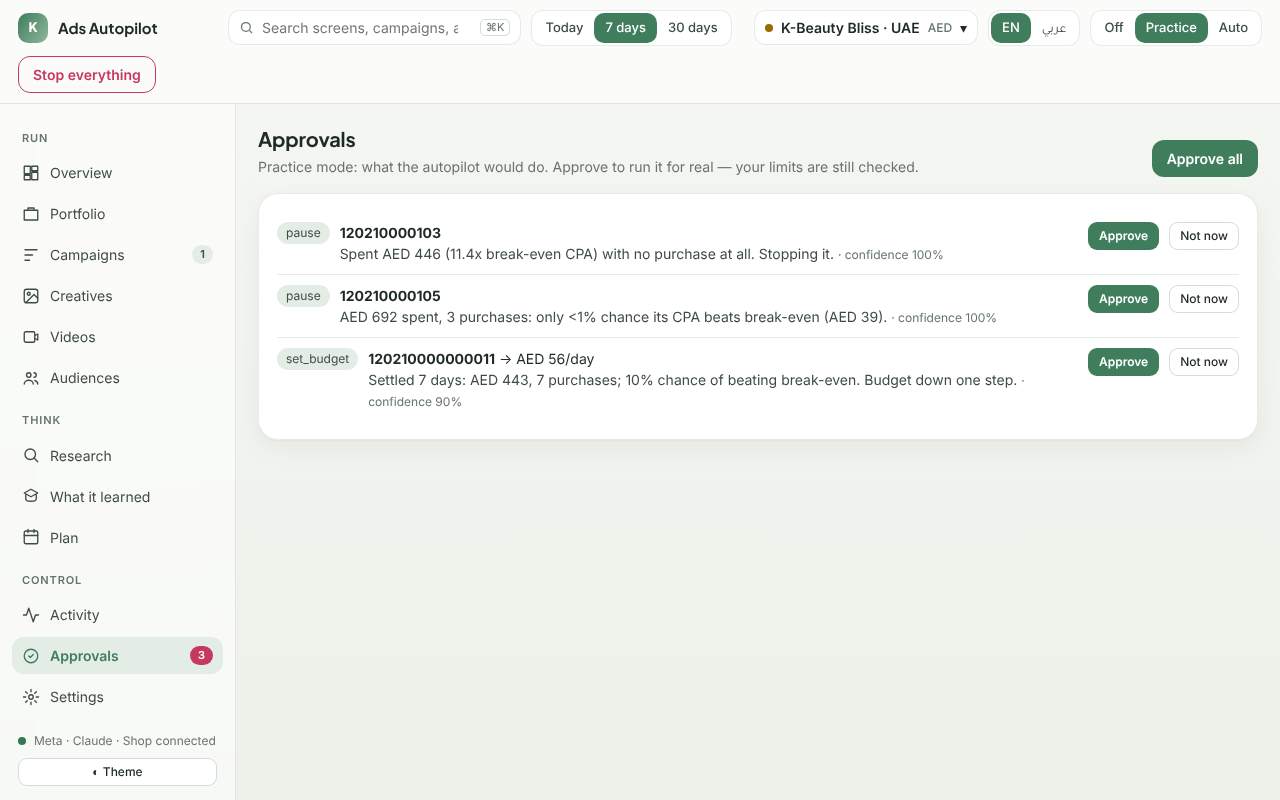 K Ads Autopilot
Search screens, campaigns, a ⌘K
Today 7 days 30 days
K-Beauty Bliss · UAE AED ▾
EN عربي
Off Practice Auto
Stop everything
RUN
Overview
Portfolio
Campaigns 1
Creatives
Videos
Audiences
THINK
Research
What it learned
Plan
CONTROL
Activity
Approvals 3
Settings
Meta · Claude · Shop connected
Theme
Approvals
Practice mode: what the autopilot would do. Approve to run it for real — your limits are still checked.
Approve all
pause 120210000103 Approve Not now
Spent AED 446 (11.4x break-even CPA) with no purchase at all. Stopping it. · confidence 100%
pause 120210000105 Approve Not now
AED 692 spent, 3 purchases: only <1% chance its CPA beats break-even (AED 39). · confidence 100%
set_budget 120210000000011 → AED 56/day Approve Not now
Settled 7 days: AED 443, 7 purchases; 10% chance of beating break-even. Budget down one step. ·
confidence 90%